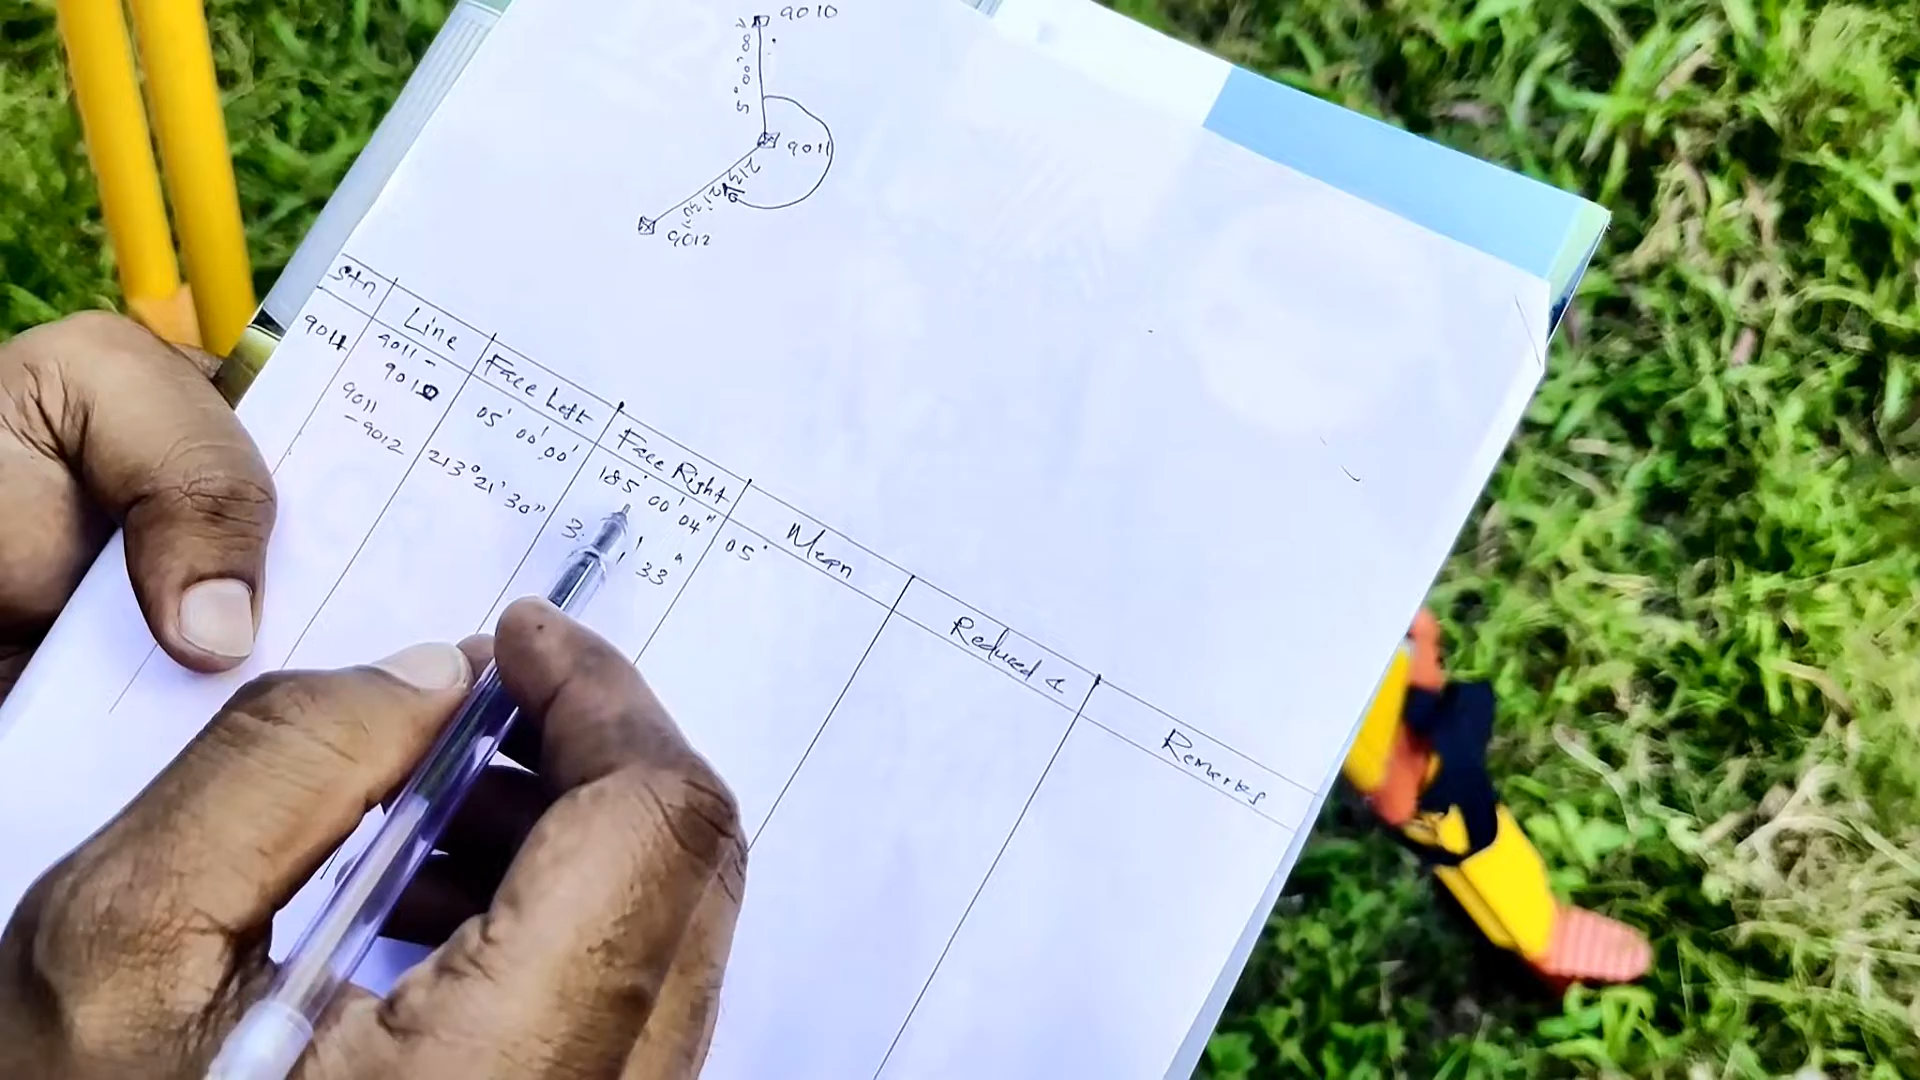 9010
5°00'00"
9011
213°21'30"
9012
Stn Line Face Left Face Right Mean Reduced ∠ Remarks
9011 9011 - 9010 05° 00' 00" 185° 00' 04" 05°
9011 - 9012 213° 21' 30" 33"